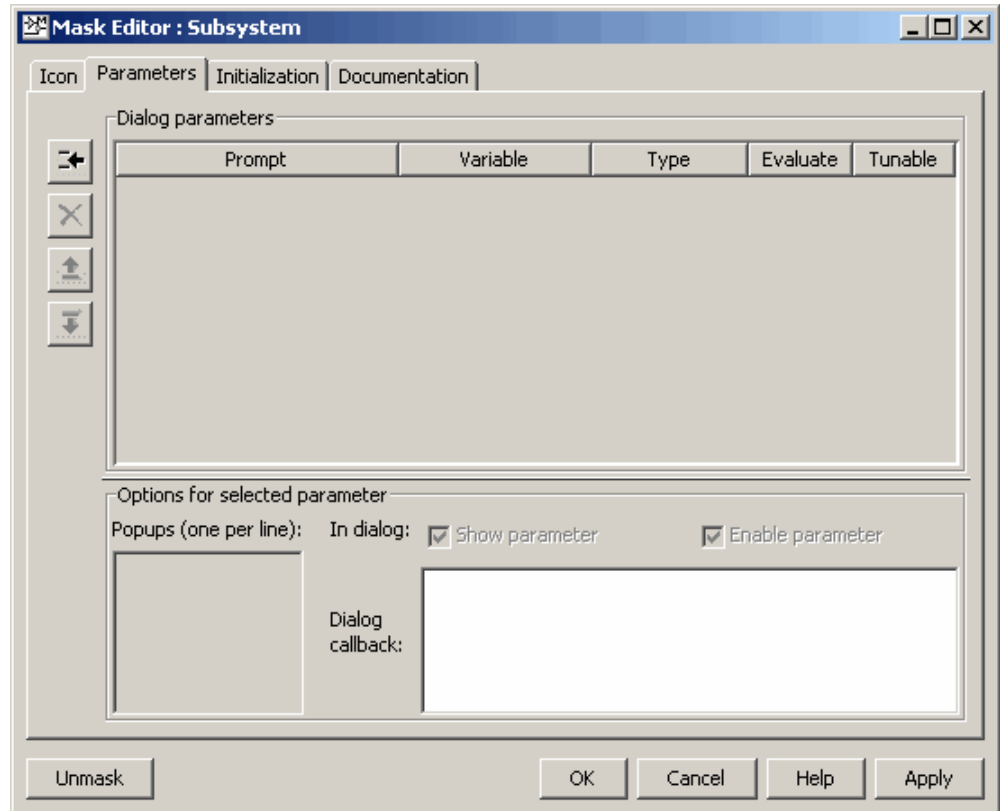 Mask Editor : Subsystem
Icon Parameters Initialization Documentation
Dialog parameters
Prompt Variable Type Evaluate Tunable
Options for selected parameter
Popups (one per line): In dialog: Show parameter Enable parameter
Dialog
callback:
Unmask OK Cancel Help Apply